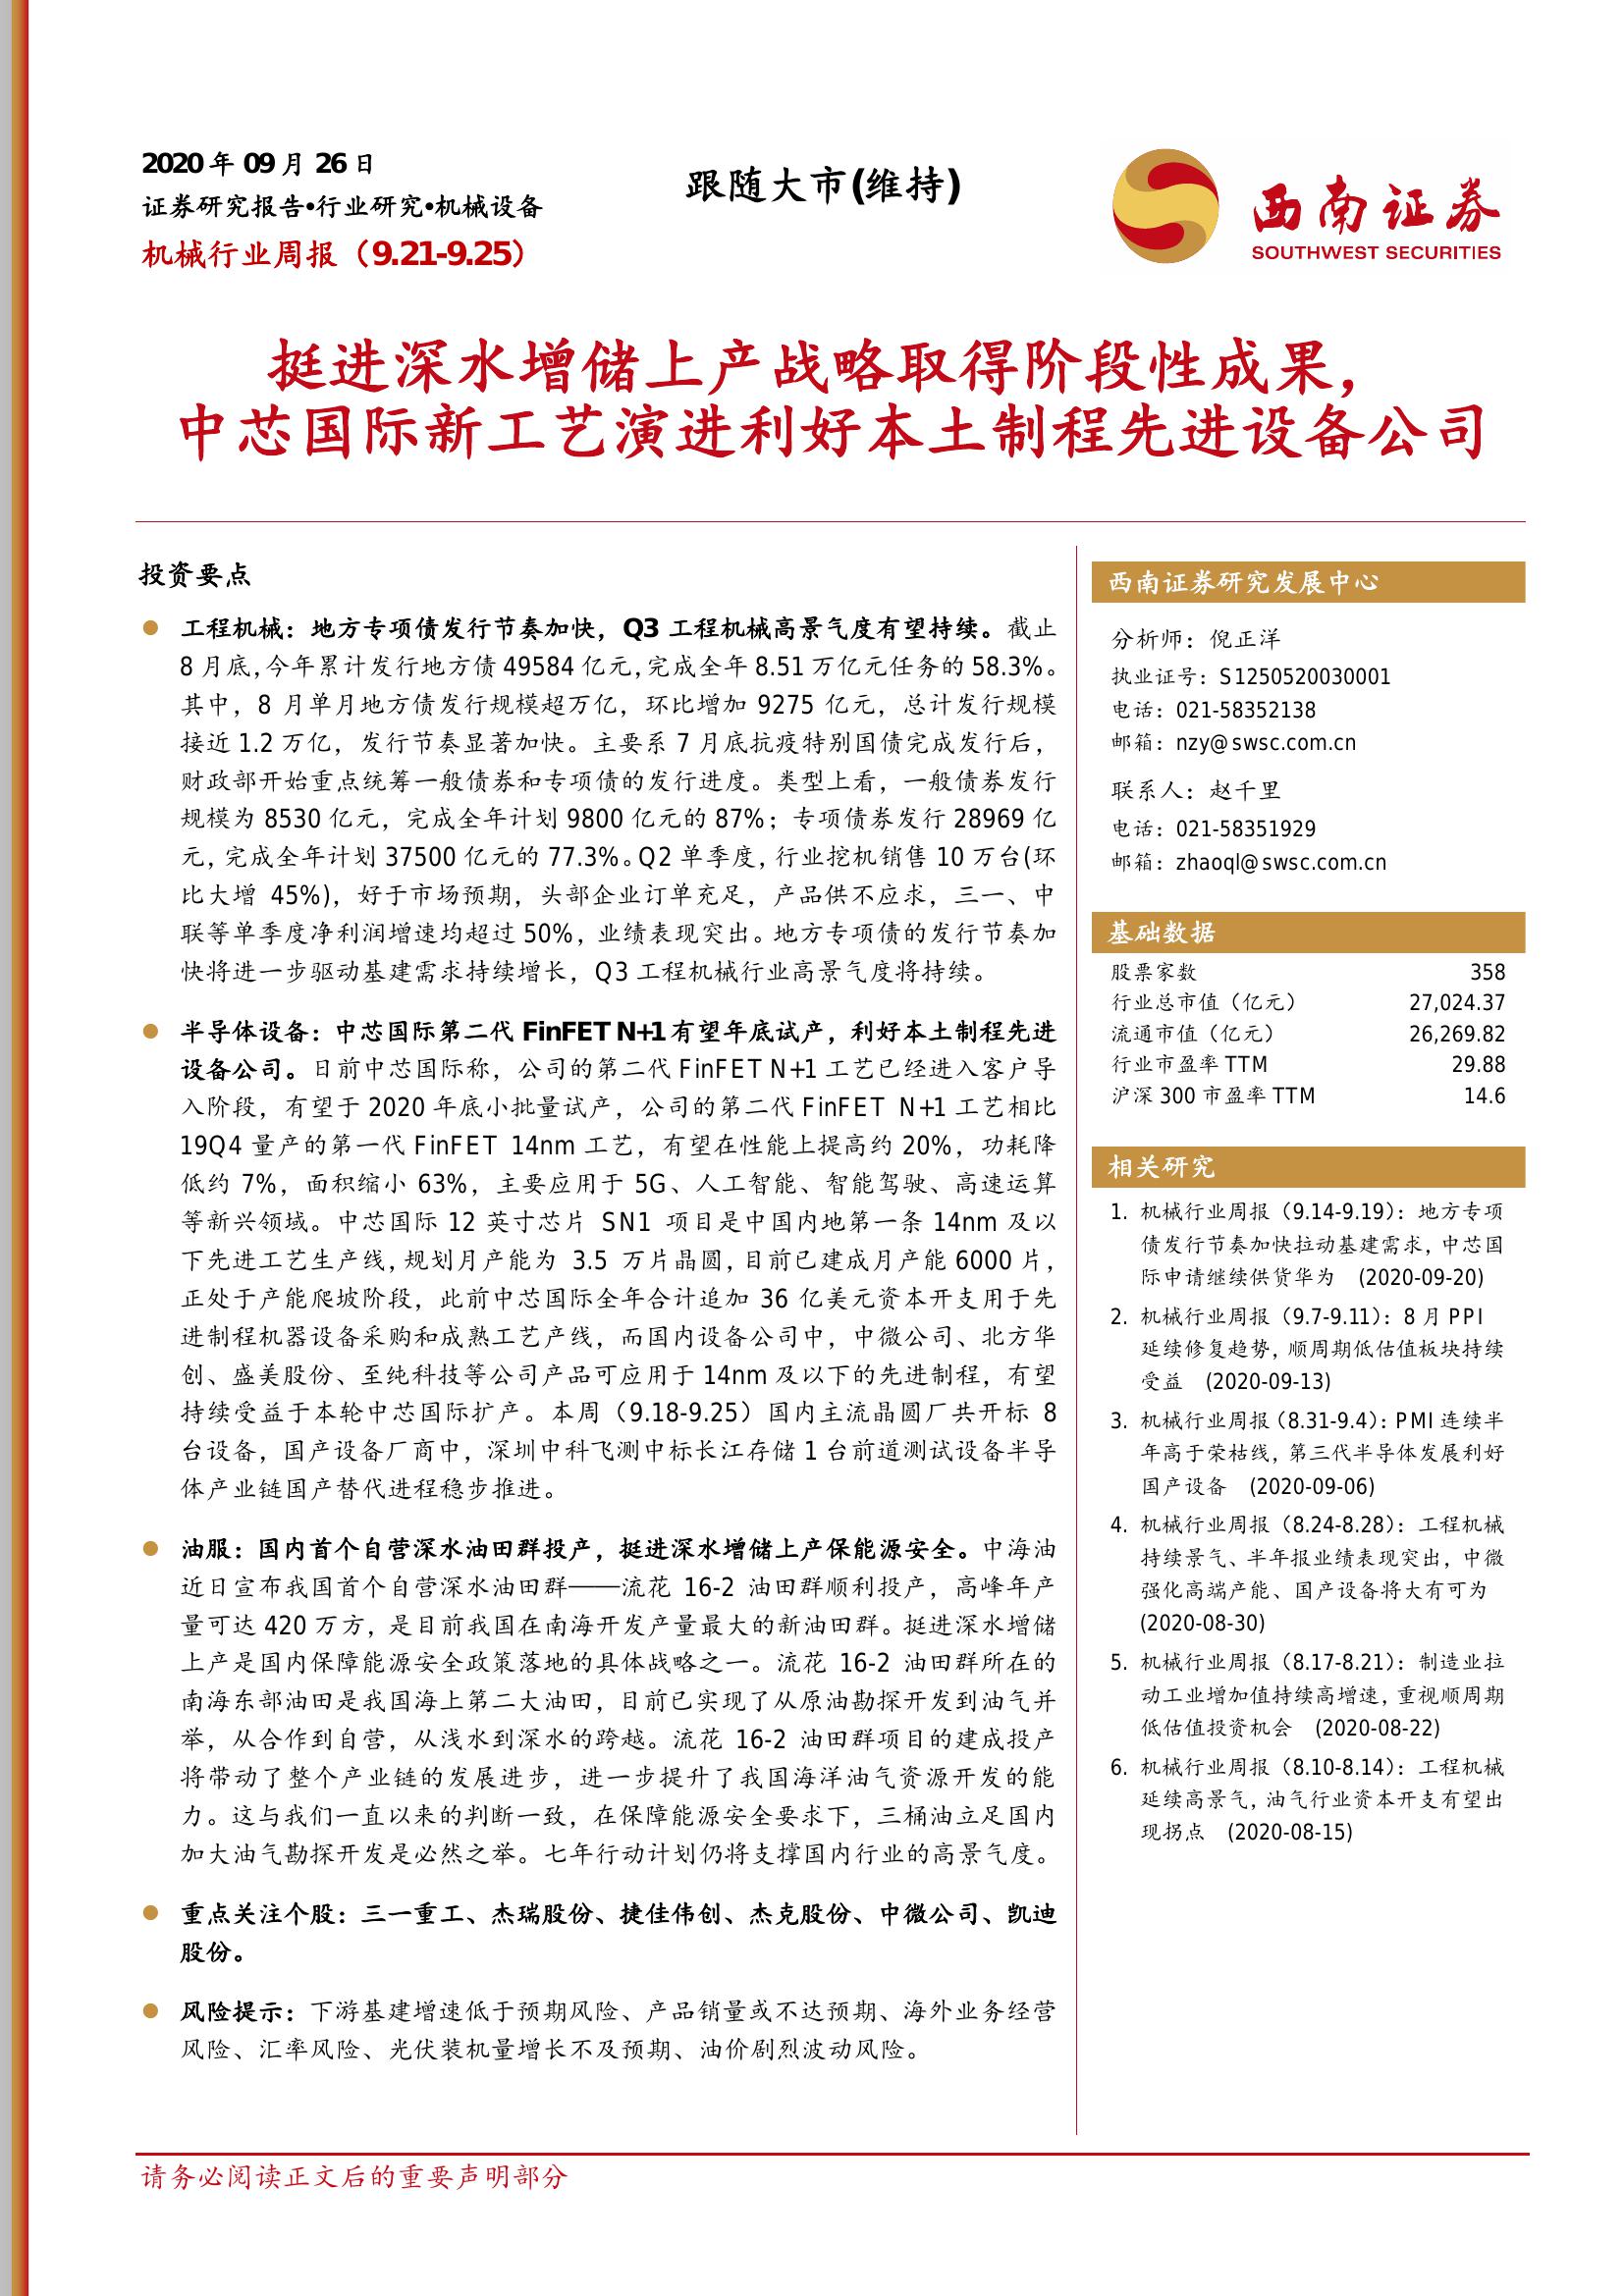 2020年09月26日
证券研究报告•行业研究•机械设备
机械行业周报（9.21-9.25）
跟随大市(维持)
西南证券
SOUTHWEST SECURITIES
挺进深水增储上产战略取得阶段性成果，
中芯国际新工艺演进利好本土制程先进设备公司
投资要点
工程机械：地方专项债发行节奏加快，Q3 工程机械高景气度有望持续。截止
8 月底，今年累计发行地方债 49584 亿元，完成全年 8.51 万亿元任务的 58.3%。
其中，8 月单月地方债发行规模超万亿，环比增加 9275 亿元，总计发行规模
接近 1.2 万亿，发行节奏显著加快。主要系 7 月底抗疫特别国债完成发行后，
财政部开始重点统筹一般债券和专项债的发行进度。类型上看，一般债券发行
规模为 8530 亿元，完成全年计划 9800 亿元的 87%；专项债券发行 28969 亿
元，完成全年计划 37500 亿元的 77.3%。Q2 单季度，行业挖机销售 10 万台(环
比大增 45%)，好于市场预期，头部企业订单充足，产品供不应求，三一、中
联等单季度净利润增速均超过 50%，业绩表现突出。地方专项债的发行节奏加
快将进一步驱动基建需求持续增长，Q3 工程机械行业高景气度将持续。
半导体设备：中芯国际第二代 FinFET N+1 有望年底试产，利好本土制程先进
设备公司。日前中芯国际称，公司的第二代 FinFET N+1 工艺已经进入客户导
入阶段，有望于 2020 年底小批量试产，公司的第二代 FinFET N+1 工艺相比
19Q4 量产的第一代 FinFET 14nm 工艺，有望在性能上提高约 20%，功耗降
低约 7%，面积缩小 63%，主要应用于 5G、人工智能、智能驾驶、高速运算
等新兴领域。中芯国际 12 英寸芯片 SN1 项目是中国内地第一条 14nm 及以
下先进工艺生产线，规划月产能为 3.5 万片晶圆，目前已建成月产能 6000 片，
正处于产能爬坡阶段，此前中芯国际全年合计追加 36 亿美元资本开支用于先
进制程机器设备采购和成熟工艺产线，而国内设备公司中，中微公司、北方华
创、盛美股份、至纯科技等公司产品可应用于 14nm 及以下的先进制程，有望
持续受益于本轮中芯国际扩产。本周（9.18-9.25）国内主流晶圆厂共开标 8
台设备，国产设备厂商中，深圳中科飞测中标长江存储 1 台前道测试设备半导
体产业链国产替代进程稳步推进。
油服：国内首个自营深水油田群投产，挺进深水增储上产保能源安全。中海油
近日宣布我国首个自营深水油田群——流花 16-2 油田群顺利投产，高峰年产
量可达 420 万方，是目前我国在南海开发产量最大的新油田群。挺进深水增储
上产是国内保障能源安全政策落地的具体战略之一。流花 16-2 油田群所在的
南海东部油田是我国海上第二大油田，目前已实现了从原油勘探开发到油气并
举，从合作到自营，从浅水到深水的跨越。流花 16-2 油田群项目的建成投产
将带动了整个产业链的发展进步，进一步提升了我国海洋油气资源开发的能
力。这与我们一直以来的判断一致，在保障能源安全要求下，三桶油立足国内
加大油气勘探开发是必然之举。七年行动计划仍将支撑国内行业的高景气度。
重点关注个股：三一重工、杰瑞股份、捷佳伟创、杰克股份、中微公司、凯迪
股份。
风险提示：下游基建增速低于预期风险、产品销量或不达预期、海外业务经营
风险、汇率风险、光伏装机量增长不及预期、油价剧烈波动风险。
西南证券研究发展中心
分析师：倪正洋
执业证号：S1250520030001
电话：021-58352138
邮箱：nzy@swsc.com.cn
联系人：赵千里
电话：021-58351929
邮箱：zhaoql@swsc.com.cn
基础数据
股票家数 358
行业总市值（亿元） 27,024.37
流通市值（亿元） 26,269.82
行业市盈率 TTM 29.88
沪深 300 市盈率 TTM 14.6
相关研究
1. 机械行业周报（9.14-9.19）：地方专项
债发行节奏加快拉动基建需求，中芯国
际申请继续供货华为 (2020-09-20)
2. 机械行业周报（9.7-9.11）：8 月 PPI
延续修复趋势，顺周期低估值板块持续
受益 (2020-09-13)
3. 机械行业周报（8.31-9.4）：PMI 连续半
年高于荣枯线，第三代半导体发展利好
国产设备 (2020-09-06)
4. 机械行业周报（8.24-8.28）：工程机械
持续景气、半年报业绩表现突出，中微
强化高端产能、国产设备将大有可为
(2020-08-30)
5. 机械行业周报（8.17-8.21）：制造业拉
动工业增加值持续高增速，重视顺周期
低估值投资机会 (2020-08-22)
6. 机械行业周报（8.10-8.14）：工程机械
延续高景气，油气行业资本开支有望出
现拐点 (2020-08-15)
请务必阅读正文后的重要声明部分